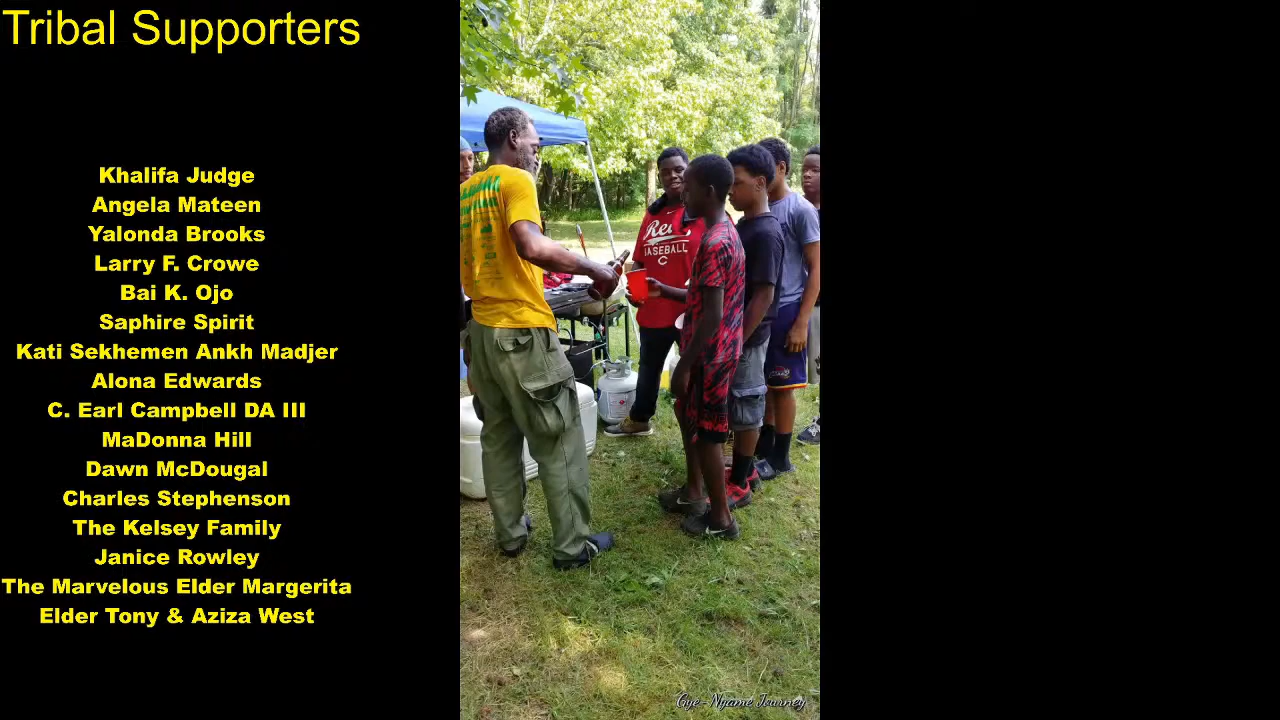 Tribal Supporters
Khalifa Judge
Angela Mateen
Yalonda Brooks
Larry F. Crowe
Bai K. Ojo
Saphire Spirit
Kati Sekhemen Ankh Madjer
Alona Edwards
C. Earl Campbell DA III
MaDonna Hill
Dawn McDougal
Charles Stephenson
The Kelsey Family
Janice Rowley
The Marvelous Elder Margerita
Elder Tony & Aziza West
Reds
BASEBALL
C
Gye-Nyame Journey